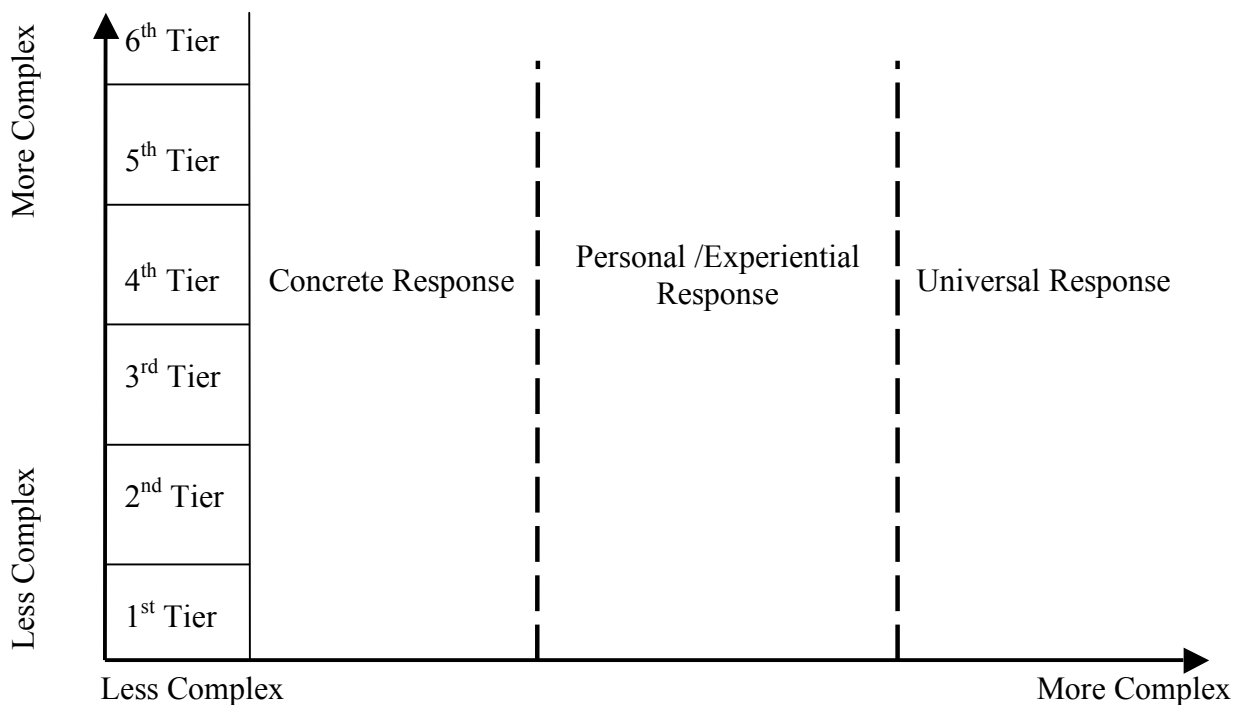 More Complex
6th Tier
5th Tier
4th Tier
Concrete Response
Personal /Experiential
Response
Universal Response
3rd Tier
2nd Tier
Less Complex
1st Tier
Less Complex
More Complex